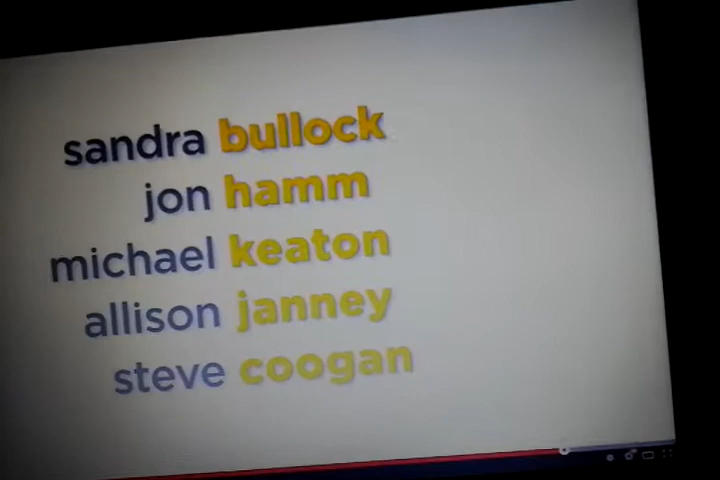 sandra bullock
jon hamm
michael keaton
allison janney
steve coogan